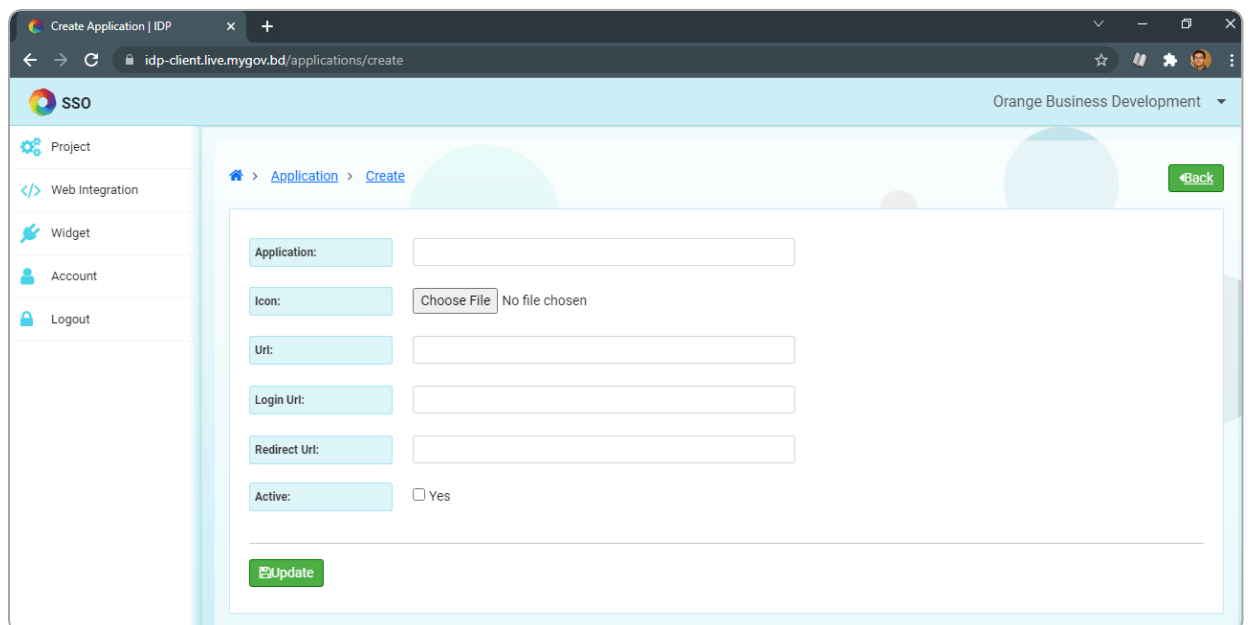 Create Application | IDP
idp-client.live.mygov.bd/applications/create
SSO
Orange Business Development
Project
Web Integration
Widget
Account
Logout
Application > Create
Back
Application:
Icon:
Choose File No file chosen
Url:
Login Url:
Redirect Url:
Active:
Yes
Update